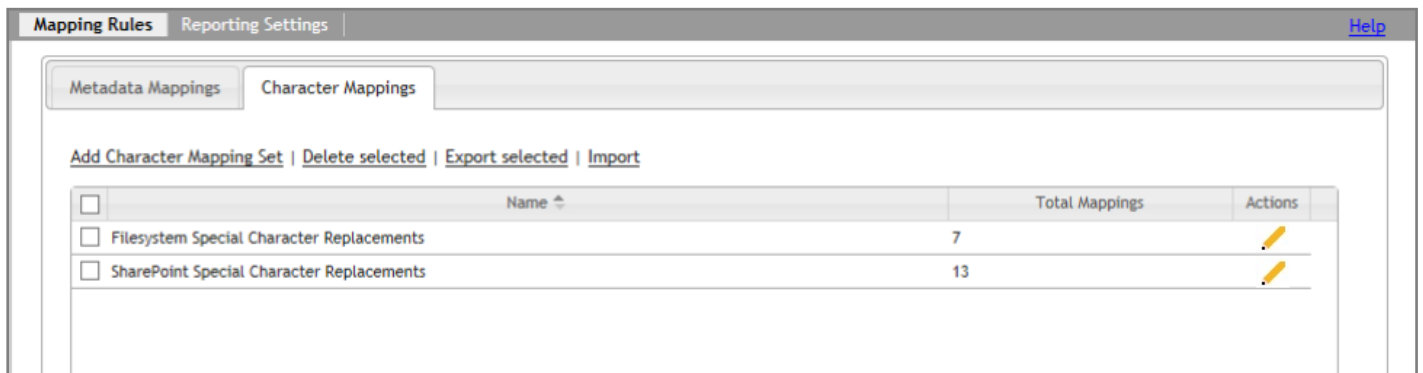 Mapping Rules Reporting Settings Help
Metadata Mappings Character Mappings
Add Character Mapping Set | Delete selected | Export selected | Import
Name Total Mappings Actions
Filesystem Special Character Replacements 7
SharePoint Special Character Replacements 13